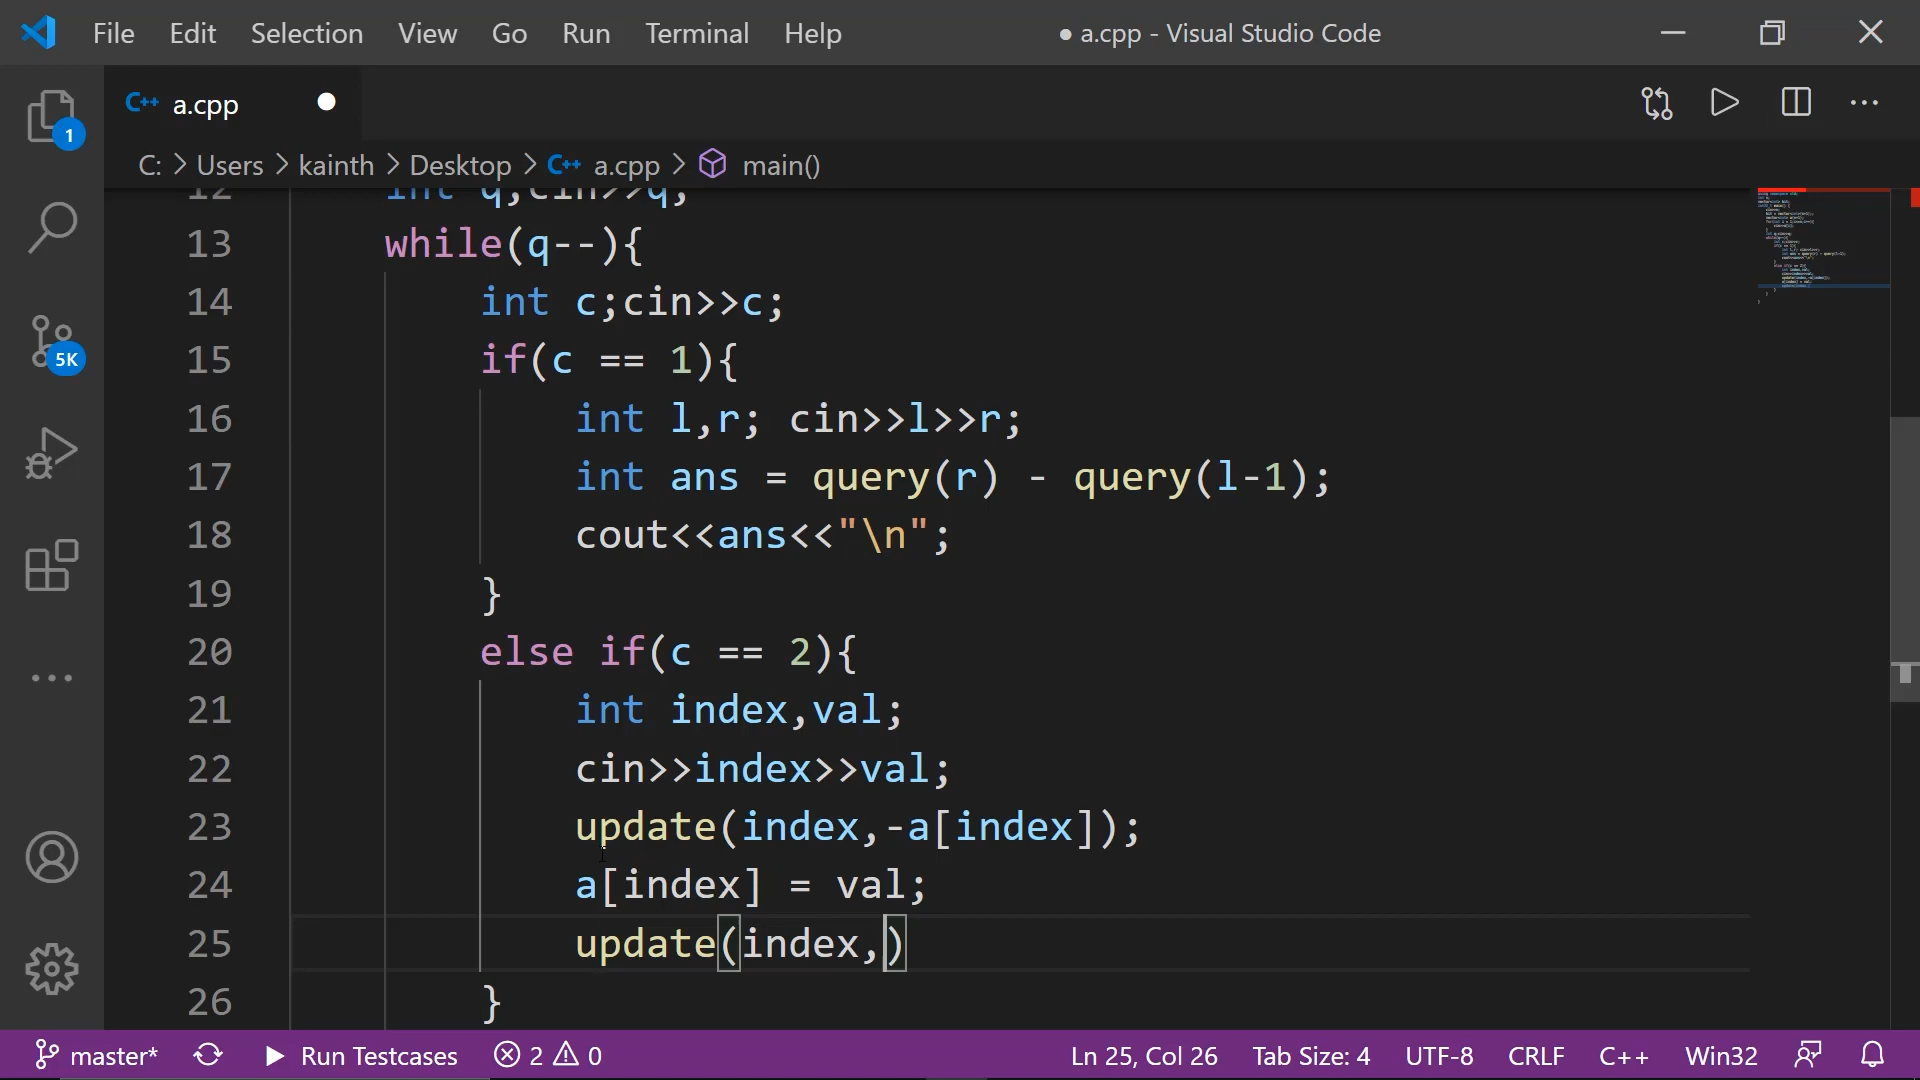 File Edit Selection View Go Run Terminal Help ● a.cpp - Visual Studio Code
C++ a.cpp ●
1
C: > Users > kainth > Desktop > C++ a.cpp > main()
12 int q;cin>>q;
13 while(q--){
14 int c;cin>>c;
15 if(c == 1){
5K
16 int l,r; cin>>l>>r;
17 int ans = query(r) - query(l-1);
18 cout<<ans<<"\n";
19 }
20 else if(c == 2){
21 int index,val;
22 cin>>index>>val;
23 update(index,-a[index]);
24 a[index] = val;
25 update(index,)
26 }
master* Run Testcases 2 0 Ln 25, Col 26 Tab Size: 4 UTF-8 CRLF C++ Win32